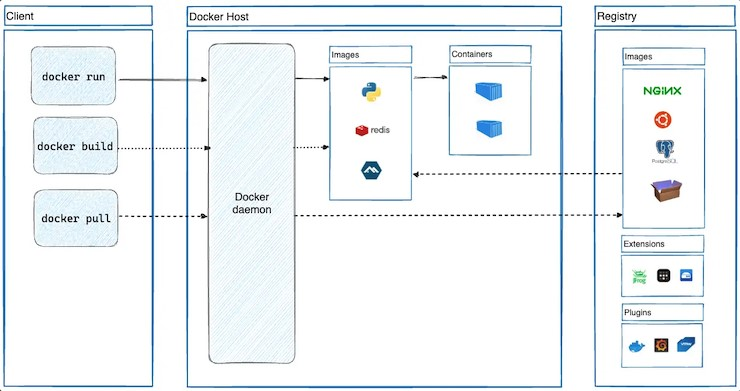 Client
docker run
docker build
docker pull
Docker Host
Docker
daemon
Images
redis
Containers
Registry
Images
NGINX
PostgreSQL
Extensions
Plugins